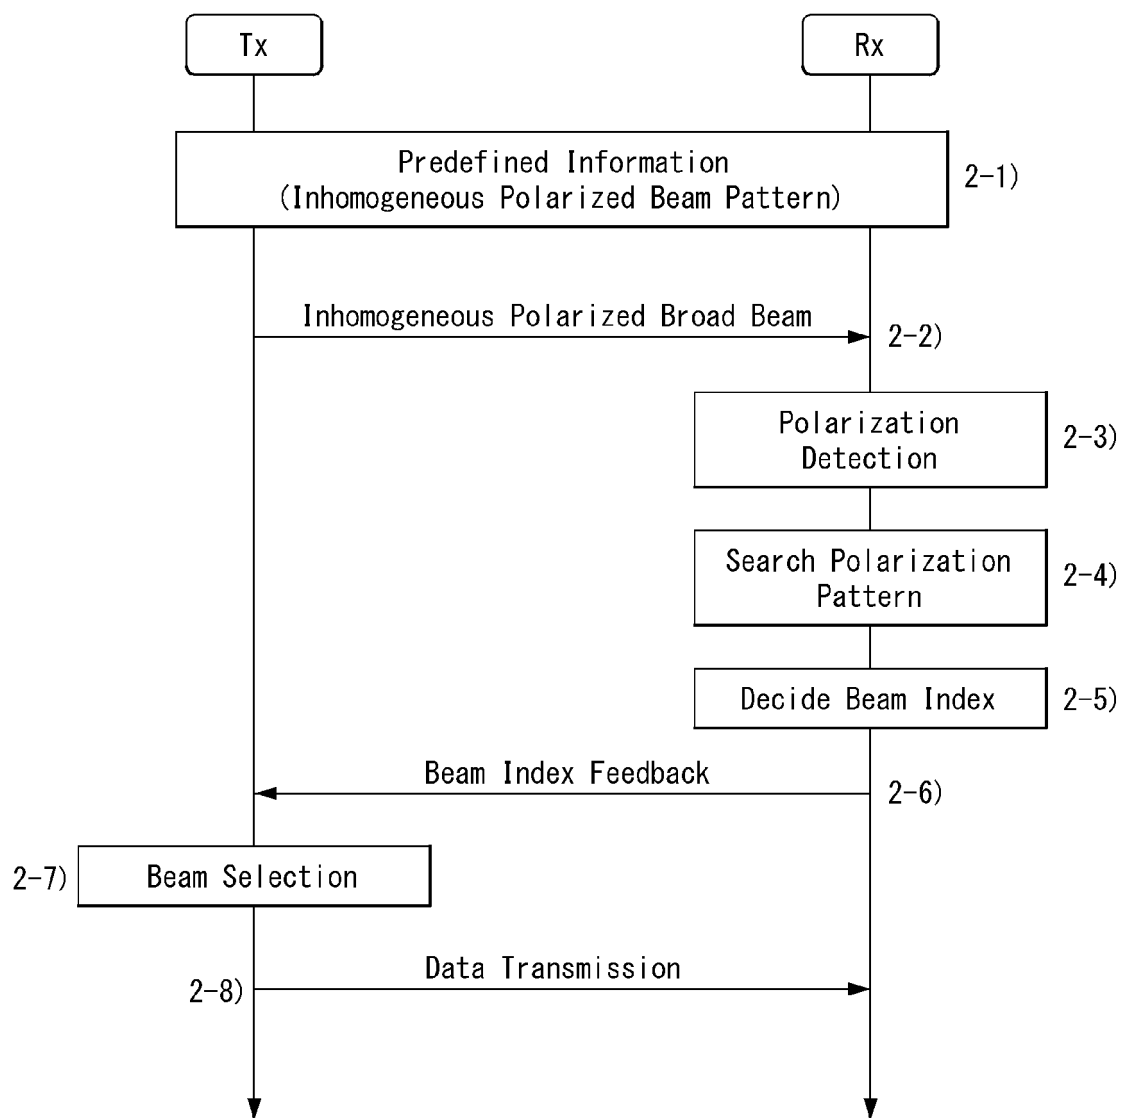 Tx
Rx
Predefined Information
(Inhomogeneous Polarized Beam Pattern)
2-1)
Inhomogeneous Polarized Broad Beam
2-2)
Polarization
Detection
2-3)
Search Polarization
Pattern
2-4)
Decide Beam Index
2-5)
Beam Index Feedback
2-6)
2-7)
Beam Selection
Data Transmission
2-8)